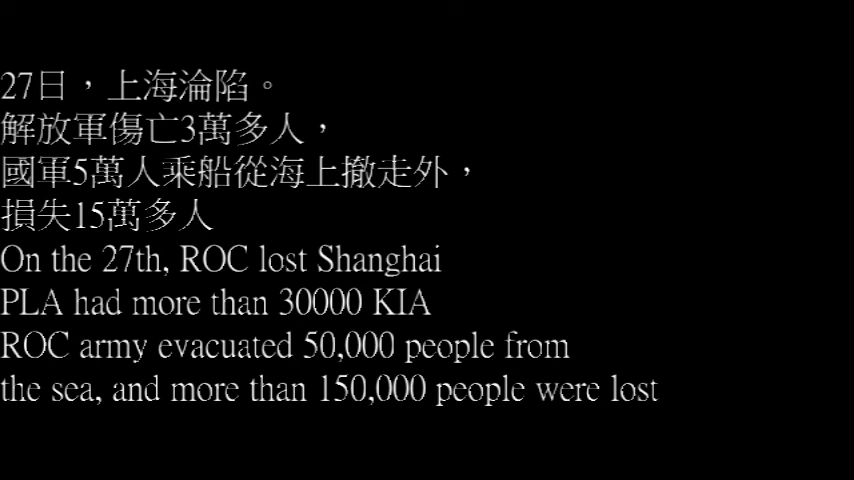 27日，上海淪陷。
解放軍傷亡3萬多人，
國軍5萬人乘船從海上撤走外，
損失15萬多人
On the 27th, ROC lost Shanghai
PLA had more than 30000 KIA
ROC army evacuated 50,000 people from
the sea, and more than 150,000 people were lost